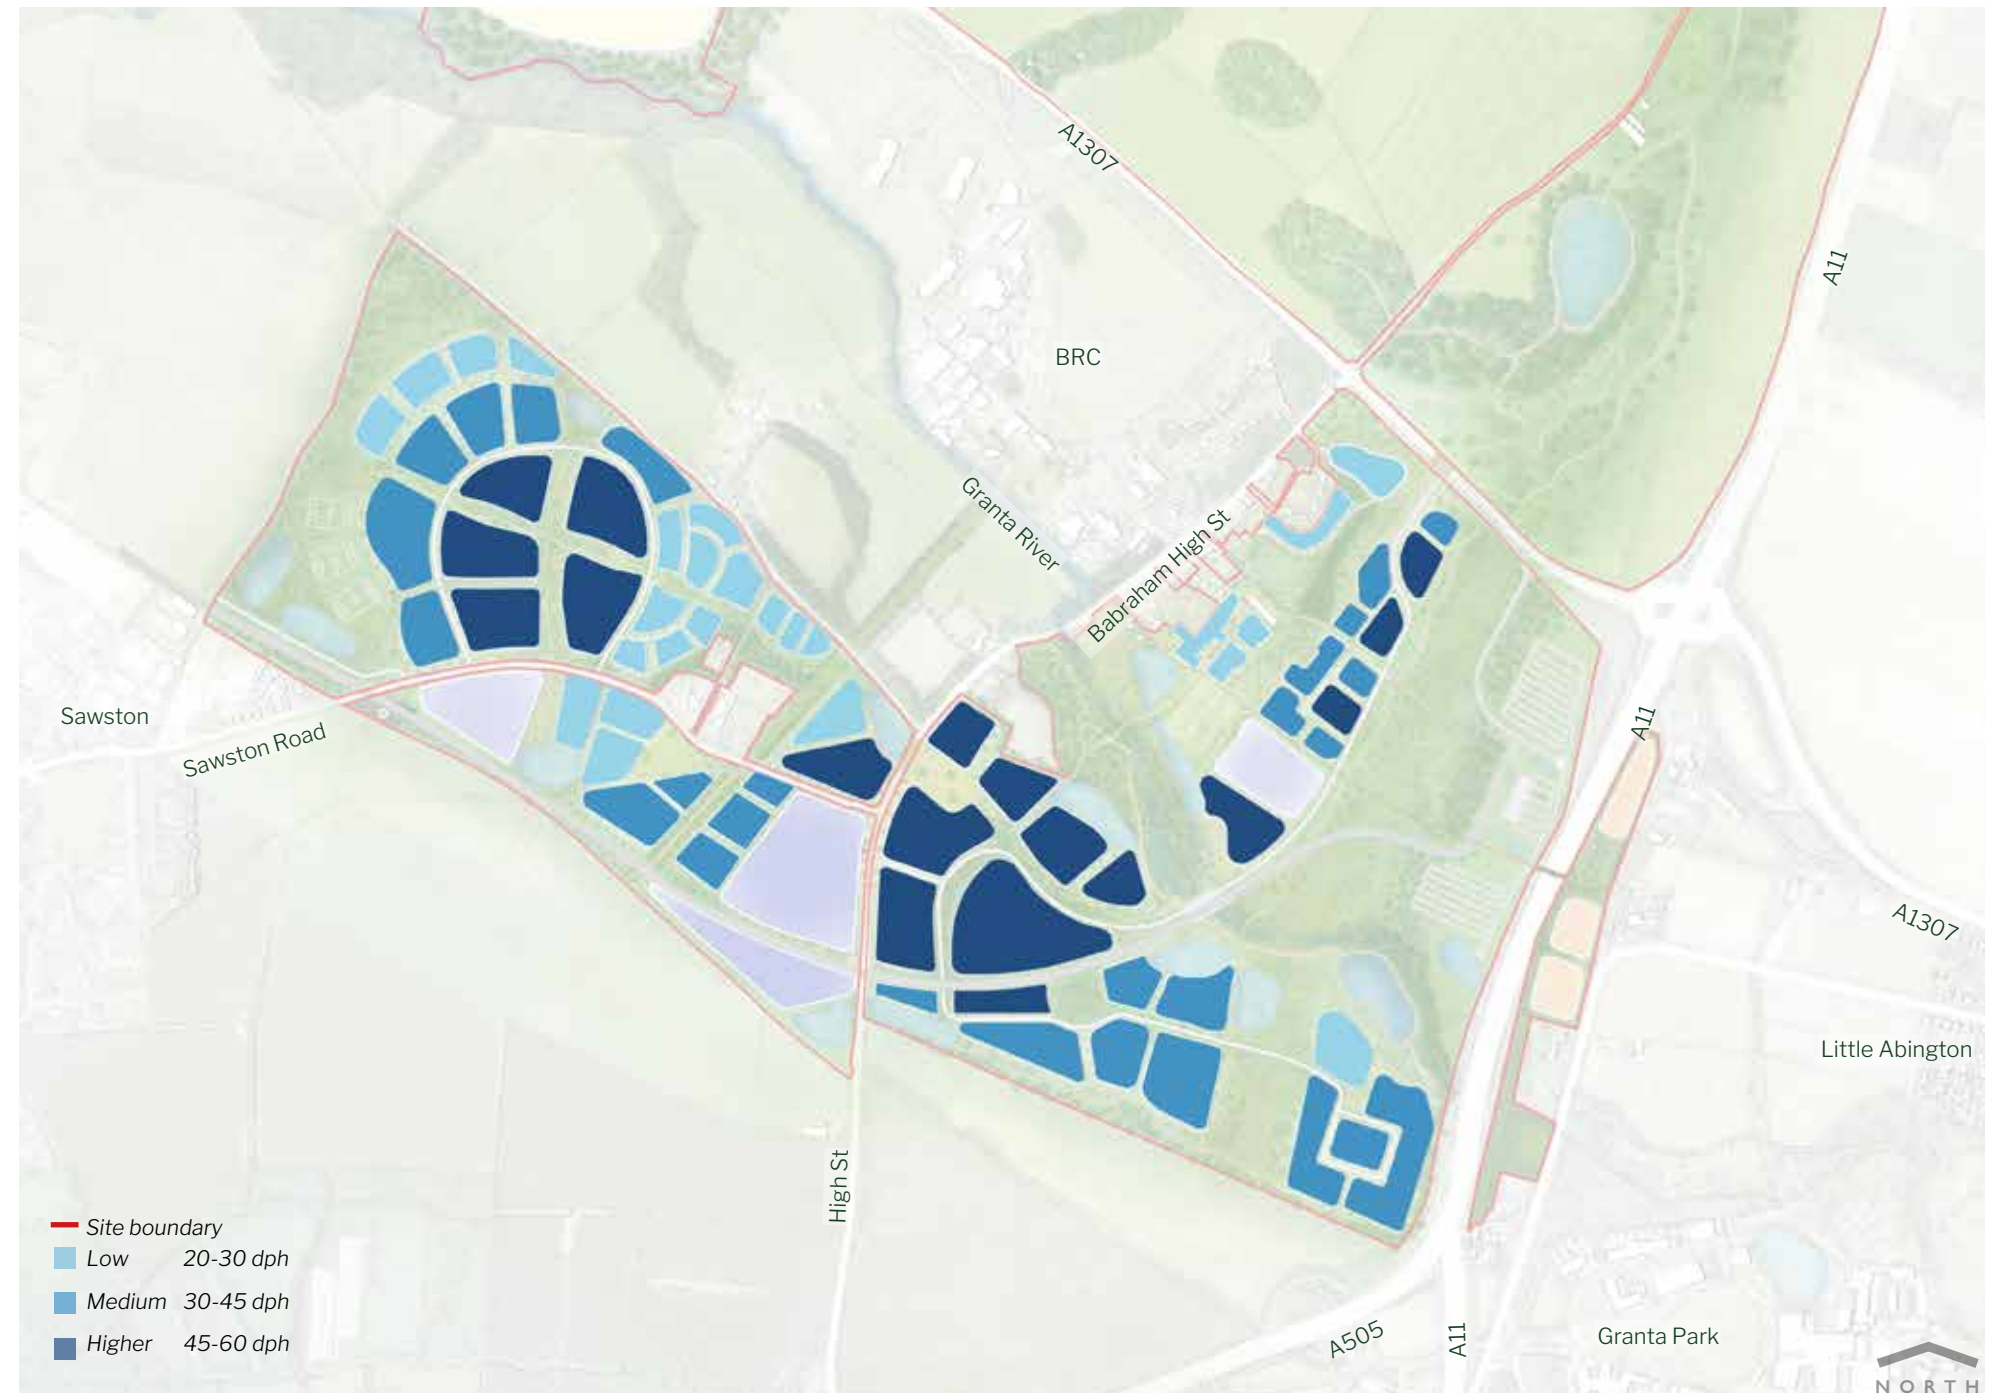 A1307
A11
BRC
Granta River
Babraham High St
Sawston
Sawston Road
A11
A1307
Little Abington
High St
Site boundary
Low 20-30 dph
Medium 30-45 dph
Higher 45-60 dph
A505
A11
Granta Park
NORTH